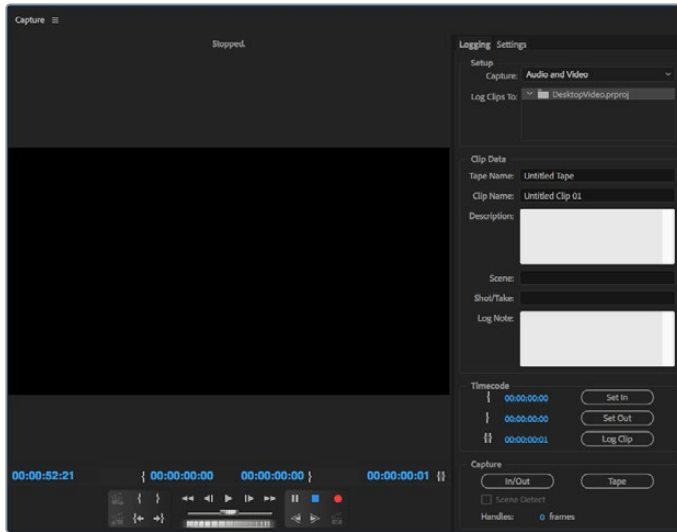 Capture
Stopped.
Logging Settings
Setup
Capture: Audio and Video
Log Clips To: DesktopVideo.prproj
Clip Data
Tape Name: Untitled Tape
Clip Name: Untitled Clip 01
Description:
Scene:
Shot/Take:
Log Note:
Timecode
{ 00:00:00:00 Set In
} 00:00:00:00 Set Out
{} 00:00:00:01 Log Clip
00:00:52:21 { 00:00:00:00 00:00:00:00 } 00:00:00:01 {}
Capture
In/Out Tape
Scene Detect
Handles: 0 frames